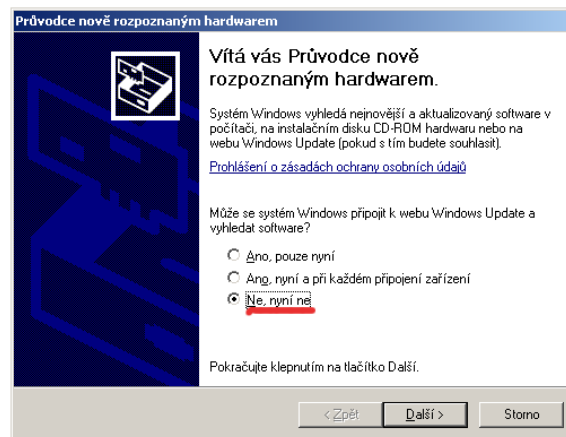 Průvodce nově rozpoznaným hardwarem
Vítá vás Průvodce nově
rozpoznaným hardwarem.
Systém Windows vyhledá nejnovější a aktualizovaný software v
počítači, na instalačním disku CD-ROM hardwaru nebo na
webu Windows Update (pokud s tím budete souhlasit).
Prohlášení o zásadách ochrany osobních údajů
Může se systém Windows připojit k webu Windows Update a
vyhledat software?
Ano, pouze nyní
Ano, nyní a při každém připojení zařízení
Ne, nyní ne
Pokračujte klepnutím na tlačítko Další.
< Zpět Další > Storno